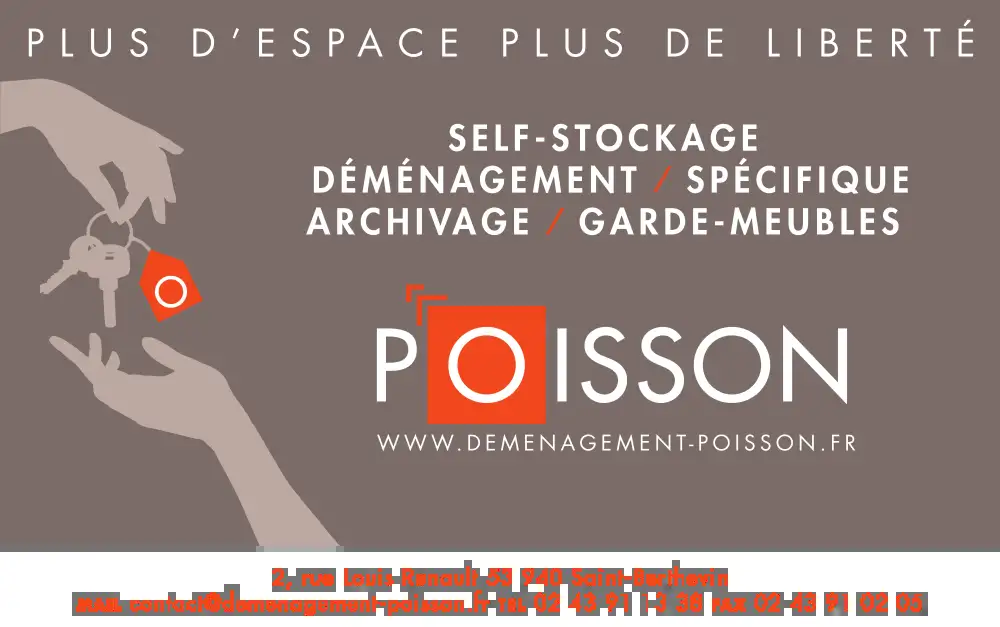 PLUS D'ESPACE PLUS DE LIBERTÉ
SELF-STOCKAGE
DÉMÉNAGEMENT / SPÉCIFIQUE
ARCHIVAGE / GARDE-MEUBLES
POISSON
WWW.DEMENAGEMENT-POISSON.FR
2, rue Louis Renault 53 940 Saint-Berthevin
MAIL contact@demenagement-poisson.fr TEL 02 43 91 13 38 FAX 02 43 91 02 05